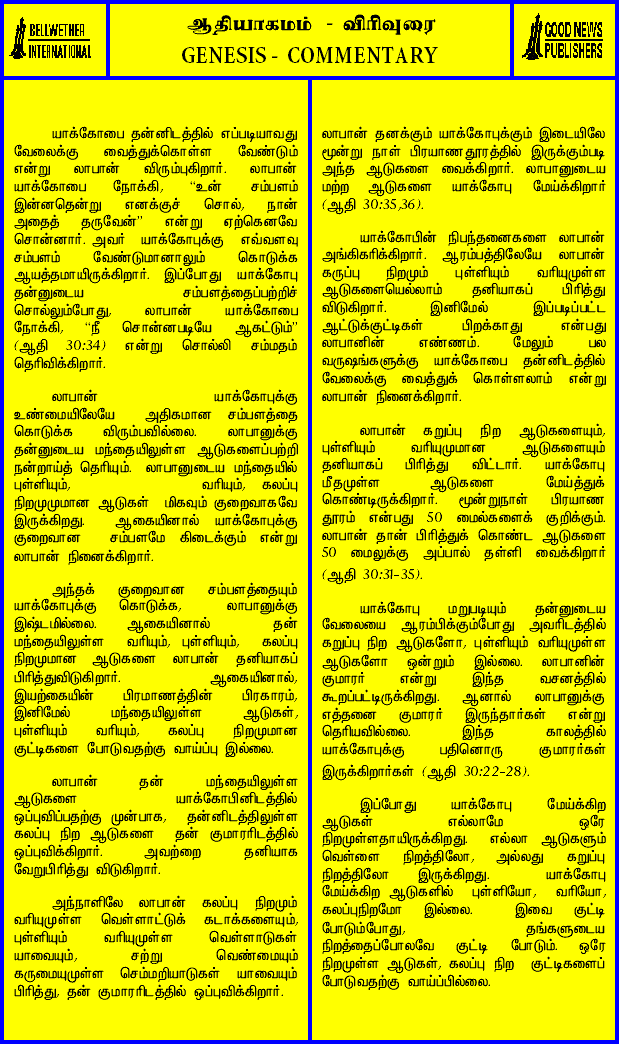 BELLWETHER
INTERNATIONAL
ஆதியாகமம் - விரிவுரை
GENESIS - COMMENTARY
GOOD NEWS
PUBLISHERS
யாக்கோபை தன்னிடத்தில் எப்படியாவது
வேலைக்கு வைத்துக்கொள்ள வேண்டும்
என்று லாபான் விரும்புகிறார். லாபான்
யாக்கோபை நோக்கி, “உன் சம்பளம்
இன்னதென்று எனக்குச் சொல், நான்
அதைத் தருவேன்” என்று ஏற்கெனவே
சொன்னார். அவர் யாக்கோபுக்கு எவ்வளவு
சம்பளம் வேண்டுமானாலும் கொடுக்க
ஆயத்தமாயிருக்கிறார். இப்போது யாக்கோபு
தன்னுடைய சம்பளத்தைப்பற்றிச்
சொல்லும்போது, லாபான் யாக்கோபை
நோக்கி, “நீ சொன்னபடியே ஆகட்டும்”
(ஆதி 30:34) என்று சொல்லி சம்மதம்
தெரிவிக்கிறார்.
லாபான் யாக்கோபுக்கு
உண்மையிலேயே அதிகமான சம்பளத்தை
கொடுக்க விரும்பவில்லை. லாபானுக்கு
தன்னுடைய மந்தையிலுள்ள ஆடுகளைப்பற்றி
நன்றாய்த் தெரியும். லாபானுடைய மந்தையில்
புள்ளியும், வரியும், கலப்பு
நிறமுமுமான ஆடுகள் மிகவும் குறைவாகவே
இருக்கிறது. ஆகையினால் யாக்கோபுக்கு
குறைவான சம்பளமே கிடைக்கும் என்று
லாபான் நினைக்கிறார்.
அந்தக் குறைவான சம்பளத்தையும்
யாக்கோபுக்கு கொடுக்க, லாபானுக்கு
இஷ்டமில்லை. ஆகையினால் தன்
மந்தையிலுள்ள வரியும், புள்ளியும், கலப்பு
நிறமுமான ஆடுகளை லாபான் தனியாகப்
பிரித்துவிடுகிறார். ஆகையினால்,
இயற்கையின் பிரமாணத்தின் பிரகாரம்,
இனிமேல் மந்தையிலுள்ள ஆடுகள்,
புள்ளியும் வரியும், கலப்பு நிறமுமான
குட்டிகளை போடுவதற்கு வாய்ப்பு இல்லை.
லாபான் தன் மந்தையிலுள்ள
ஆடுகளை யாக்கோபினிடத்தில்
ஒப்புவிப்பதற்கு முன்பாக, தன்னிடத்திலுள்ள
கலப்பு நிற ஆடுகளை தன் குமாரரிடத்தில்
ஒப்புவிக்கிறார். அவற்றை தனியாக
வேறுபிரித்து விடுகிறார்.
அந்நாளிலே லாபான் கலப்பு நிறமும்
வரியுமுள்ள வெள்ளாட்டுக் கடாக்களையும்,
புள்ளியும் வரியுமுள்ள வெள்ளாடுகள்
யாவையும், சற்று வெண்மையும்
கருமையுமுள்ள செம்மறியாடுகள் யாவையும்
பிரித்து, தன் குமாரரிடத்தில் ஒப்புவிக்கிறார்.
லாபான் தனக்கும் யாக்கோபுக்கும் இடையிலே
மூன்று நாள் பிரயாணதூரத்தில் இருக்கும்படி
அந்த ஆடுகளை வைக்கிறார். லாபானுடைய
மற்ற ஆடுகளை யாக்கோபு மேய்க்கிறார்
(ஆதி 30:35,36).
யாக்கோபின் நிபந்தனைகளை லாபான்
அங்கிகரிக்கிறார். ஆரம்பத்திலேயே லாபான்
கருப்பு நிறமும் புள்ளியும் வரியுமுள்ள
ஆடுகளையெல்லாம் தனியாகப் பிரித்து
விடுகிறார். இனிமேல் இப்படிப்பட்ட
ஆட்டுக்குட்டிகள் பிறக்காது என்பது
லாபானின் எண்ணம். மேலும் பல
வருஷங்களுக்கு யாக்கோபை தன்னிடத்தில்
வேலைக்கு வைத்துக் கொள்ளலாம் என்று
லாபான் நினைக்கிறார்.
லாபான் கறுப்பு நிற ஆடுகளையும்,
புள்ளியும் வரியுமுமான ஆடுகளையும்
தனியாகப் பிரித்து விட்டார். யாக்கோபு
மீதமுள்ள ஆடுகளை மேய்த்துக்
கொண்டிருக்கிறார். மூன்றுநாள் பிரயாண
தூரம் என்பது 50 மைல்களைக் குறிக்கும்.
லாபான் தான் பிரித்துக் கொண்ட ஆடுகளை
50 மைலுக்கு அப்பால் தள்ளி வைக்கிறார்
(ஆதி 30:31-35).
யாக்கோபு மறுபடியும் தன்னுடைய
வேலையை ஆரம்பிக்கும்போது அவரிடத்தில்
கறுப்பு நிற ஆடுகளோ, புள்ளியும் வரியுமுள்ள
ஆடுகளோ ஒன்றும் இல்லை. லாபானின்
குமாரர் என்று இந்த வசனத்தில்
கூறப்பட்டிருக்கிறது. ஆனால் லாபானுக்கு
எத்தனை குமாரர் இருந்தார்கள் என்று
தெரியவில்லை. இந்த காலத்தில்
யாக்கோபுக்கு பதினொரு குமாரர்கள்
இருக்கிறார்கள் (ஆதி 30:22-28).
இப்போது யாக்கோபு மேய்க்கிற
ஆடுகள் எல்லாமே ஒரே
நிறமுள்ளதாயிருக்கிறது. எல்லா ஆடுகளும்
வெள்ளை நிறத்திலோ, அல்லது கறுப்பு
நிறத்திலோ இருக்கிறது. யாக்கோபு
மேய்க்கிற ஆடுகளில் புள்ளியோ, வரியோ,
கலப்புநிறமோ இல்லை. இவை குட்டி
போடும்போது, தங்களுடைய
நிறத்தைப்போலவே குட்டி போடும். ஒரே
நிறமுள்ள ஆடுகள், கலப்பு நிற குட்டிகளைப்
போடுவதற்கு வாய்ப்பில்லை.